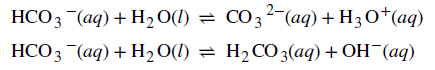 HCO₃⁻(aq) + H₂O(l) ⇌ CO₃²⁻(aq) + H₃O⁺(aq)
HCO₃⁻(aq) + H₂O(l) ⇌ H₂CO₃(aq) + OH⁻(aq)